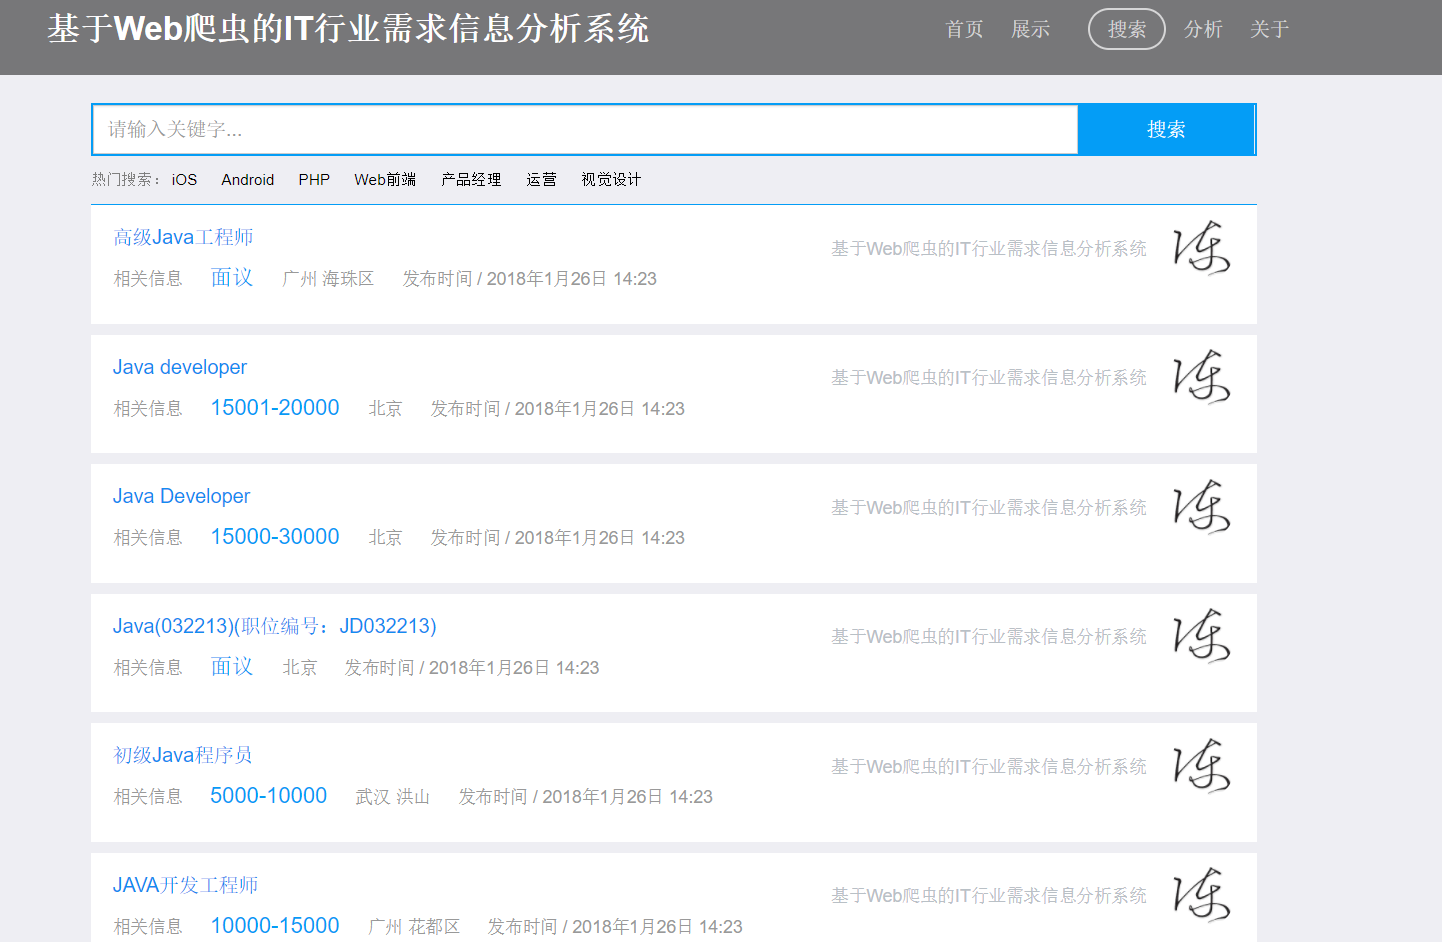 基于Web爬虫的IT行业需求信息分析系统 首页 展示 搜索 分析 关于
请输入关键字... 搜索
热门搜索： iOS Android PHP Web前端 产品经理 运营 视觉设计
高级Java工程师 基于Web爬虫的IT行业需求信息分析系统
相关信息 面议 广州 海珠区 发布时间 / 2018年1月26日 14:23
Java developer 基于Web爬虫的IT行业需求信息分析系统
相关信息 15001-20000 北京 发布时间 / 2018年1月26日 14:23
Java Developer 基于Web爬虫的IT行业需求信息分析系统
相关信息 15000-30000 北京 发布时间 / 2018年1月26日 14:23
Java(032213)(职位编号：JD032213) 基于Web爬虫的IT行业需求信息分析系统
相关信息 面议 北京 发布时间 / 2018年1月26日 14:23
初级Java程序员 基于Web爬虫的IT行业需求信息分析系统
相关信息 5000-10000 武汉 洪山 发布时间 / 2018年1月26日 14:23
JAVA开发工程师 基于Web爬虫的IT行业需求信息分析系统
相关信息 10000-15000 广州 花都区 发布时间 / 2018年1月26日 14:23